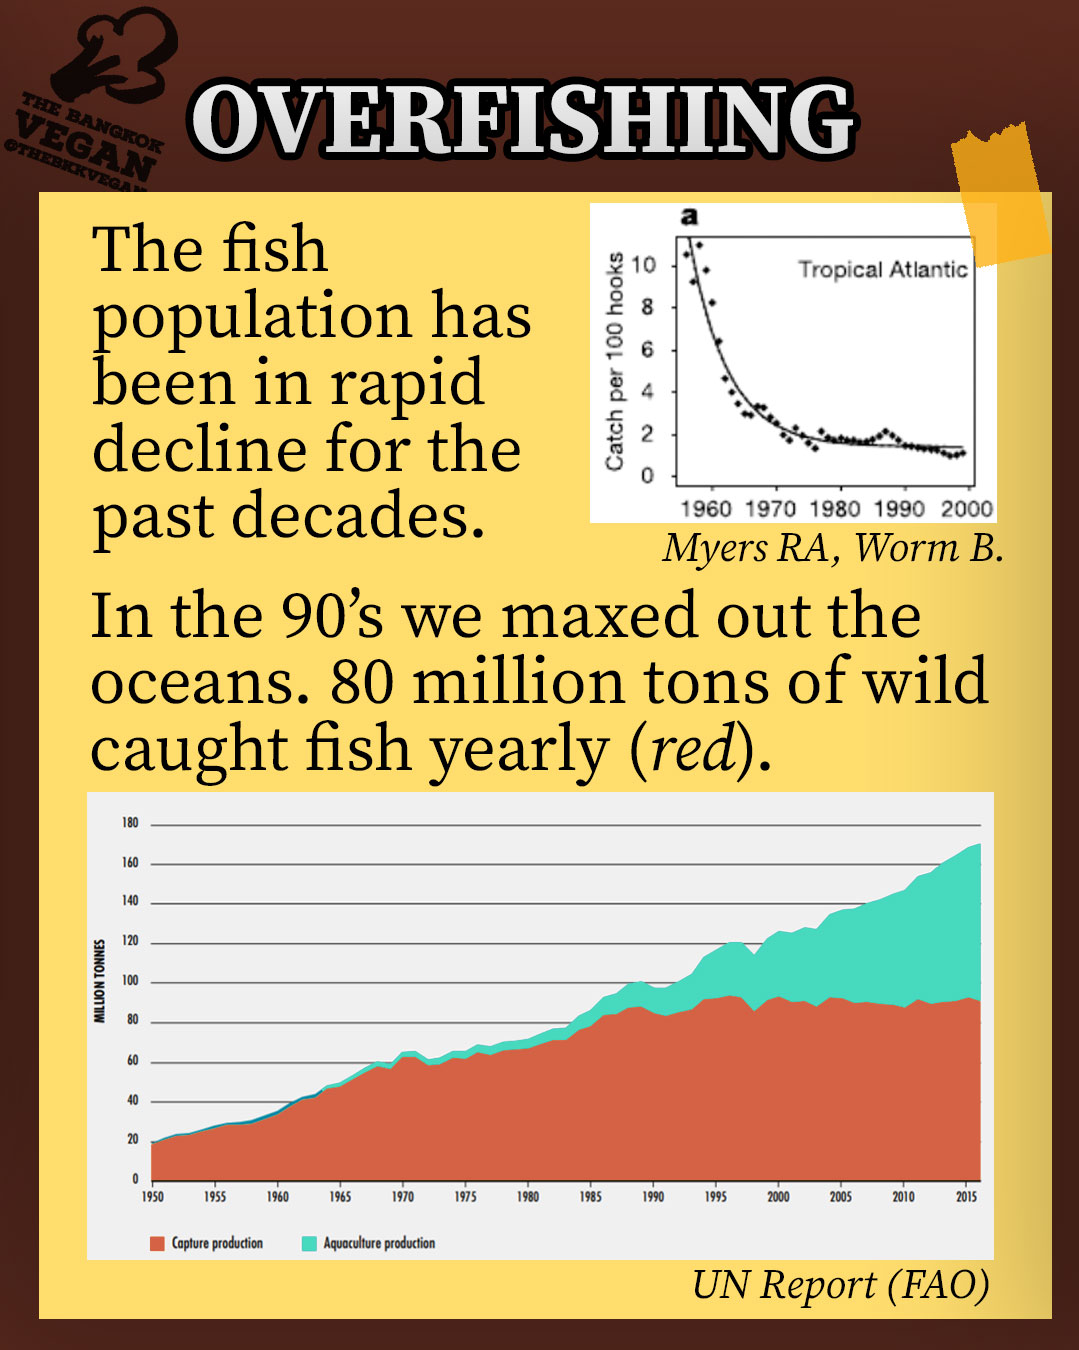 THE BANGKOK
VEGAN
@THEBKKVEGAN
OVERFISHING
The fish
population has
been in rapid
decline for the
past decades.
a
Tropical Atlantic
Catch per 100 hooks
10
8
6
4
2
0
1960 1970 1980 1990 2000
Myers RA, Worm B.
In the 90’s we maxed out the
oceans. 80 million tons of wild
caught fish yearly (red).
MILLION TONNES
180
160
140
120
100
80
60
40
20
0
1950 1955 1960 1965 1970 1975 1980 1985 1990 1995 2000 2005 2010 2015
Capture production Aquaculture production
UN Report (FAO)